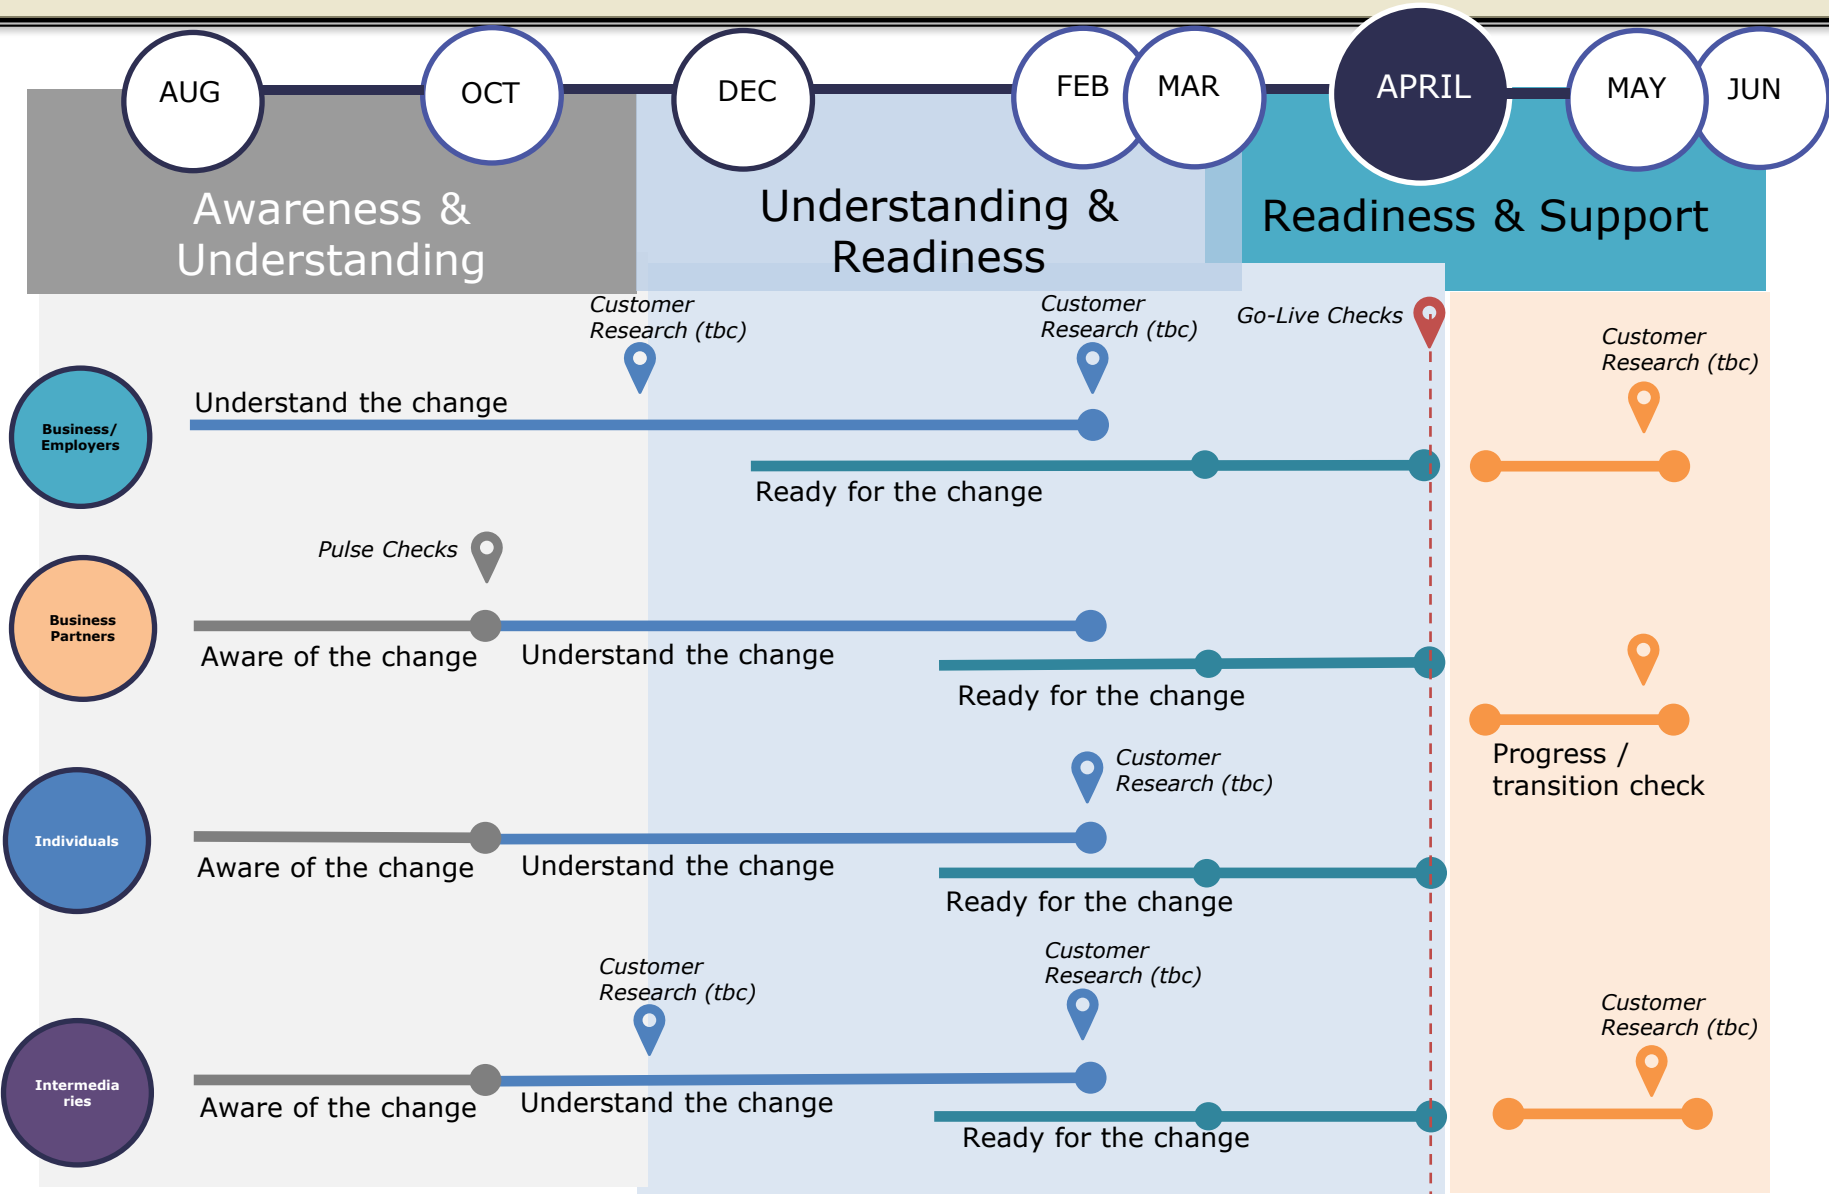 AUG
OCT
DEC
FEB
MAR
APRIL
MAY
JUN
Awareness &
Understanding
Understanding &
Readiness
Readiness & Support
Customer
Research (tbc)
Customer
Research (tbc)
Go-Live Checks
Customer
Research (tbc)
Business/
Employers
Understand the change
Ready for the change
Pulse Checks
Business
Partners
Aware of the change
Understand the change
Ready for the change
Progress /
transition check
Customer
Research (tbc)
Individuals
Aware of the change
Understand the change
Ready for the change
Customer
Research (tbc)
Customer
Research (tbc)
Customer
Research (tbc)
Intermedia
ries
Aware of the change
Understand the change
Ready for the change